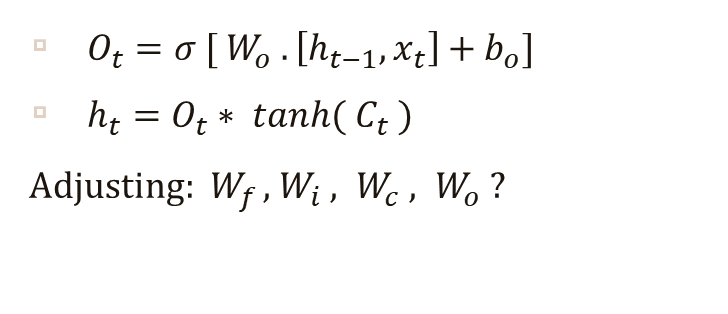 ▫ O_t = σ [ W_o . [h_{t−1}, x_t] + b_o]
▫ h_t = O_t ∗ tanh( C_t )
Adjusting: W_f , W_i , W_c , W_o ?